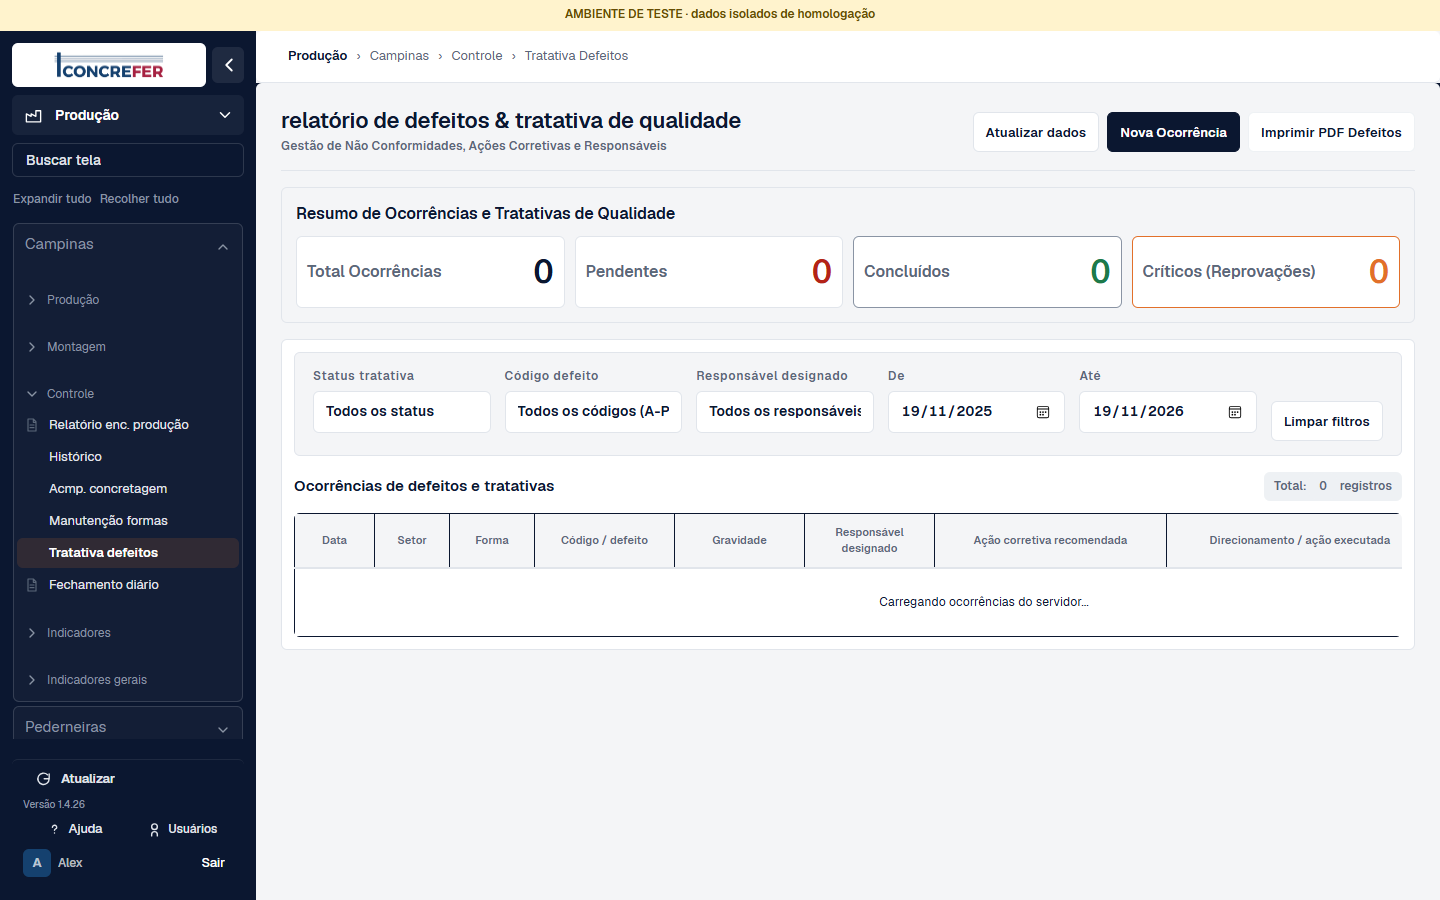 AMBIENTE DE TESTE · dados isolados de homologação
CONCREFER
Produção
Buscar tela
Expandir tudo Recolher tudo
Campinas
Produção
Montagem
Controle
Relatório enc. produção
Histórico
Acmp. concretagem
Manutenção formas
Tratativa defeitos
Fechamento diário
Indicadores
Indicadores gerais
Pederneiras
Atualizar
Versão 1.4.26
? Ajuda Usuários
A Alex Sair
Produção › Campinas › Controle › Tratativa Defeitos
relatório de defeitos & tratativa de qualidade
Gestão de Não Conformidades, Ações Corretivas e Responsáveis
Atualizar dados Nova Ocorrência Imprimir PDF Defeitos
Resumo de Ocorrências e Tratativas de Qualidade
Total Ocorrências 0 Pendentes 0 Concluídos 0 Críticos (Reprovações) 0
Status tratativa Código defeito Responsável designado De Até
Todos os status Todos os códigos (A-P Todos os responsáveis 19/11/2025 19/11/2026 Limpar filtros
Ocorrências de defeitos e tratativas Total: 0 registros
Data Setor Forma Código / defeito Gravidade Responsável designado Ação corretiva recomendada Direcionamento / ação executada
Carregando ocorrências do servidor...